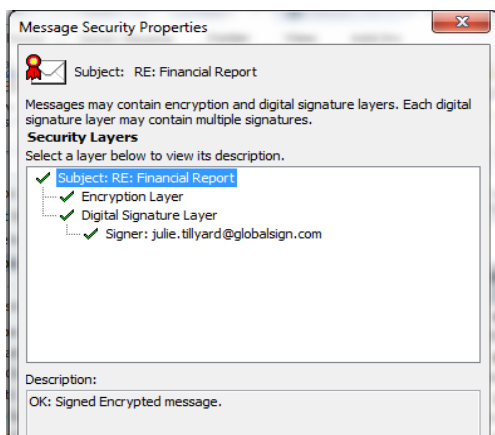 Message Security Properties
Subject: RE: Financial Report
Messages may contain encryption and digital signature layers. Each digital
signature layer may contain multiple signatures.
Security Layers
Select a layer below to view its description.
Subject: RE: Financial Report
Encryption Layer
Digital Signature Layer
Signer: julie.tillyard@globalsign.com
Description:
OK: Signed Encrypted message.